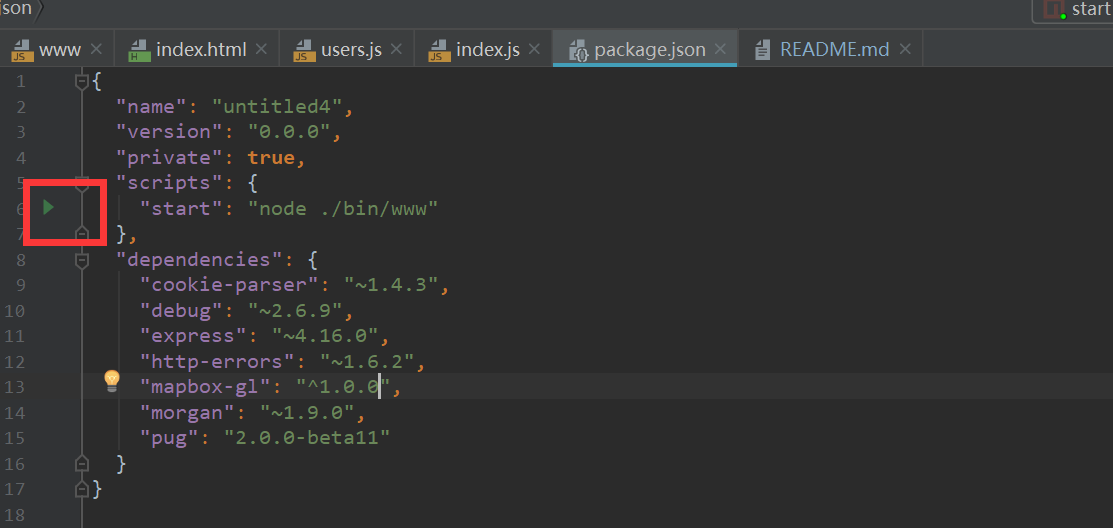 json
start
www index.html users.js index.js package.json README.md
1 {
2 "name": "untitled4",
3 "version": "0.0.0",
4 "private": true,
5 "scripts": {
6 "start": "node ./bin/www"
7 },
8 "dependencies": {
9 "cookie-parser": "~1.4.3",
10 "debug": "~2.6.9",
11 "express": "~4.16.0",
12 "http-errors": "~1.6.2",
13 "mapbox-gl": "^1.0.0",
14 "morgan": "~1.9.0",
15 "pug": "2.0.0-beta11"
16 }
17 }
18